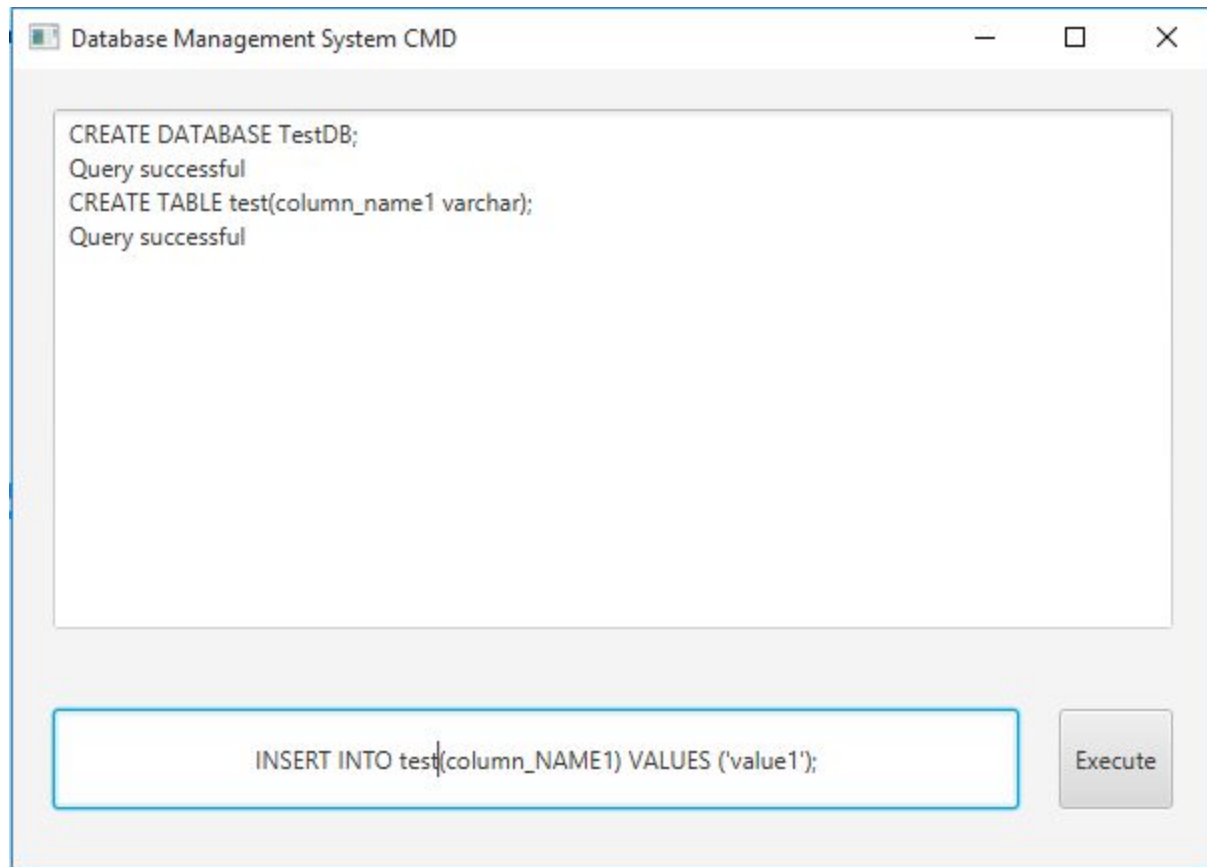 Database Management System CMD
CREATE DATABASE TestDB;
Query successful
CREATE TABLE test(column_name1 varchar);
Query successful
INSERT INTO test(column_NAME1) VALUES ('value1');
Execute